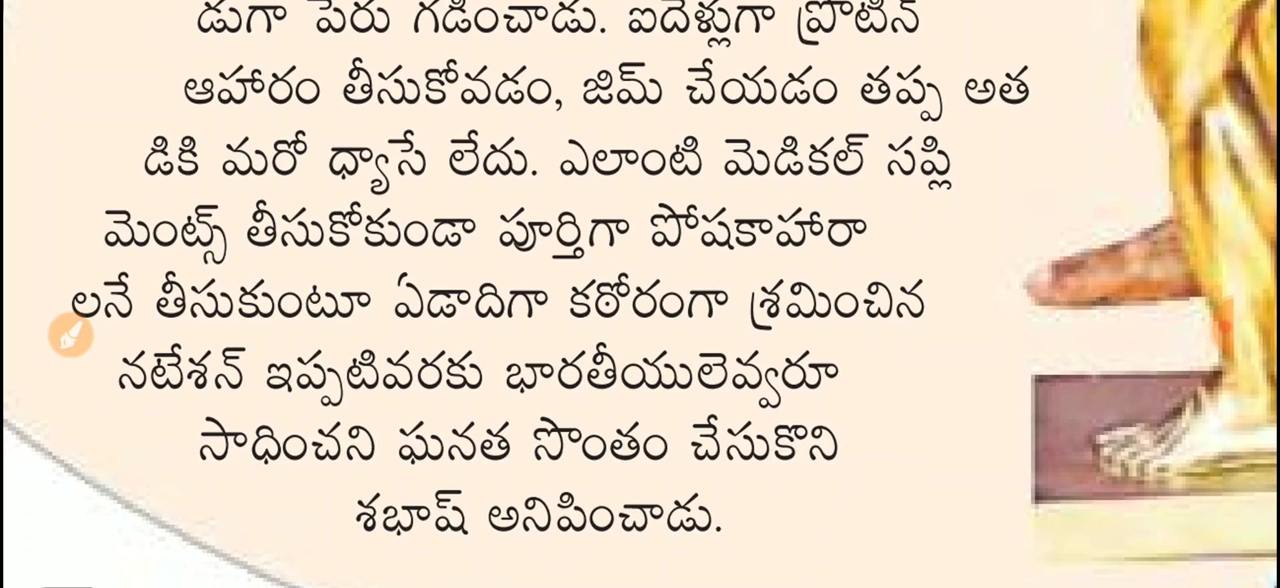 డుగా పేరు గడించాడు. ఐదేళ్లుగా ప్రొటీన్
ఆహారం తీసుకోవడం, జిమ్ చేయడం తప్ప అత
డికి మరో ధ్యాసే లేదు. ఎలాంటి మెడికల్ సప్లి
మెంట్స్ తీసుకోకుండా పూర్తిగా పోషకాహారా
లనే తీసుకుంటూ ఏడాదిగా కఠోరంగా శ్రమించిన
నటేశన్ ఇప్పటివరకు భారతీయులెవ్వరూ
సాధించని ఘనత సొంతం చేసుకొని
శభాష్ అనిపించాడు.